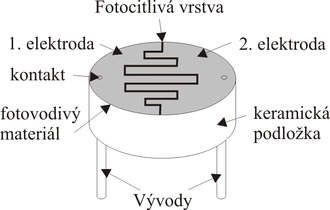 Fotocitlivá vrstva
1. elektroda
2. elektroda
kontakt
fotovodivý
materiál
keramická
podložka
Vývody